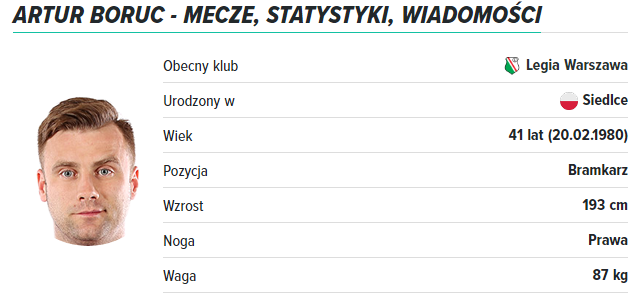 ARTUR BORUC - MECZE, STATYSTYKI, WIADOMOŚCI
Obecny klub Legia Warszawa
Urodzony w Siedlce
Wiek 41 lat (20.02.1980)
Pozycja Bramkarz
Wzrost 193 cm
Noga Prawa
Waga 87 kg